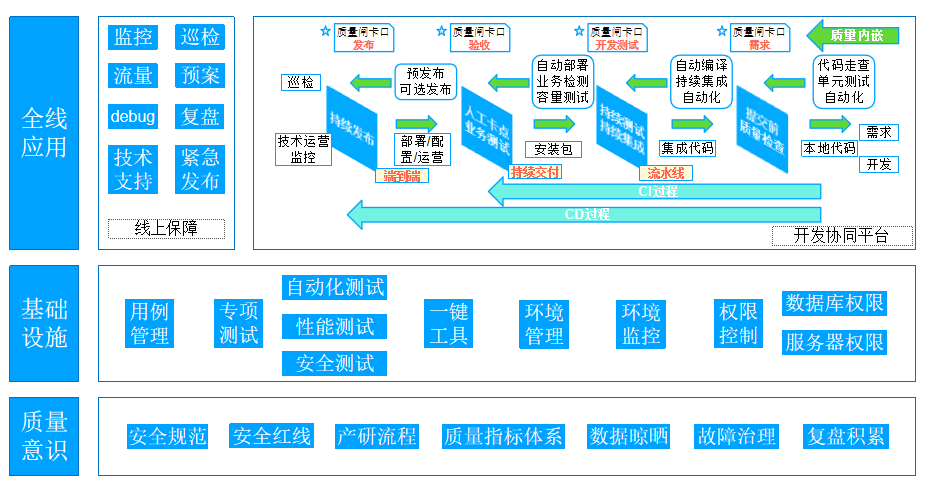 全线
应用
监控
巡检
流量
预案
debug
复盘
技术
支持
紧急
发布
线上保障
质量闸卡口
发布
质量闸卡口
验收
质量闸卡口
开发测试
质量闸卡口
需求
质量内嵌
巡检
预发布
可选发布
自动部署
业务检测
容量测试
自动编译
持续集成
自动化
代码走查
单元测试
自动化
持续发布
人工卡点
业务测试
持续测试
持续集成
提交前
质量检查
技术运营
监控
部署/配
置/运营
安装包
集成代码
本地代码
需求
开发
端到端
持续交付
流水线
CI过程
CD过程
开发协同平台
基础
设施
用例
管理
专项
测试
自动化测试
性能测试
安全测试
一键
工具
环境
管理
环境
监控
权限
控制
数据库权限
服务器权限
质量
意识
安全规范
安全红线
产研流程
质量指标体系
数据晾晒
故障治理
复盘积累